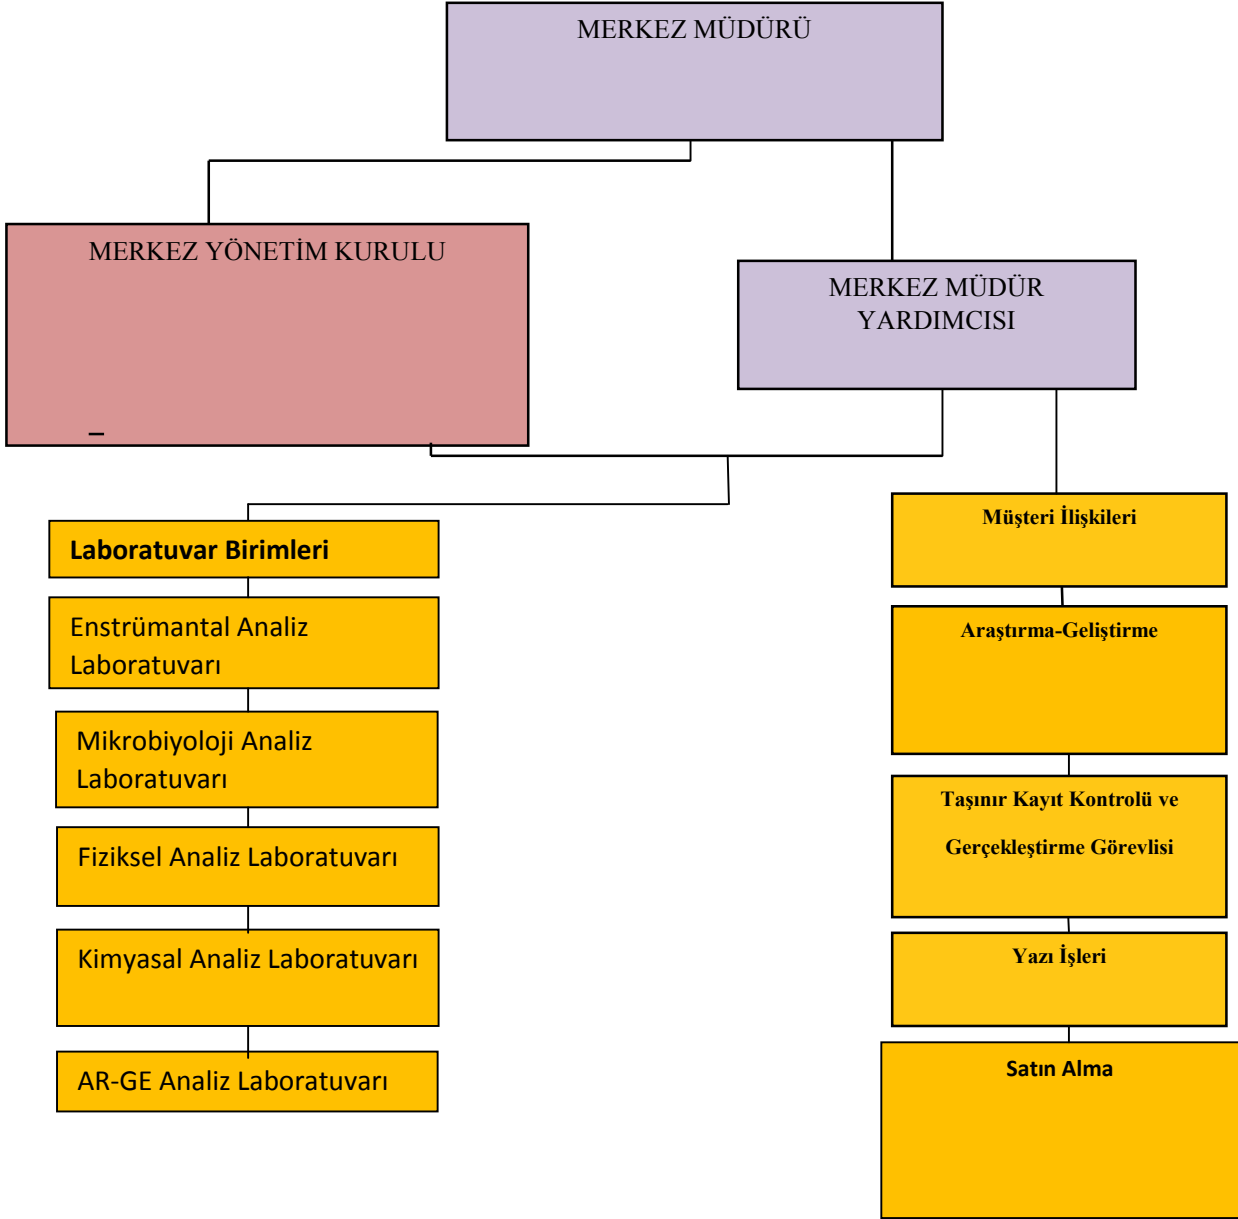 MERKEZ MÜDÜRÜ
MERKEZ YÖNETİM KURULU
–
MERKEZ MÜDÜR
YARDIMCISI
Laboratuvar Birimleri
Enstrümantal Analiz
Laboratuvarı
Mikrobiyoloji Analiz
Laboratuvarı
Fiziksel Analiz Laboratuvarı
Kimyasal Analiz Laboratuvarı
AR-GE Analiz Laboratuvarı
Müşteri İlişkileri
Araştırma-Geliştirme
Taşınır Kayıt Kontrolü ve
Gerçekleştirme Görevlisi
Yazı İşleri
Satın Alma